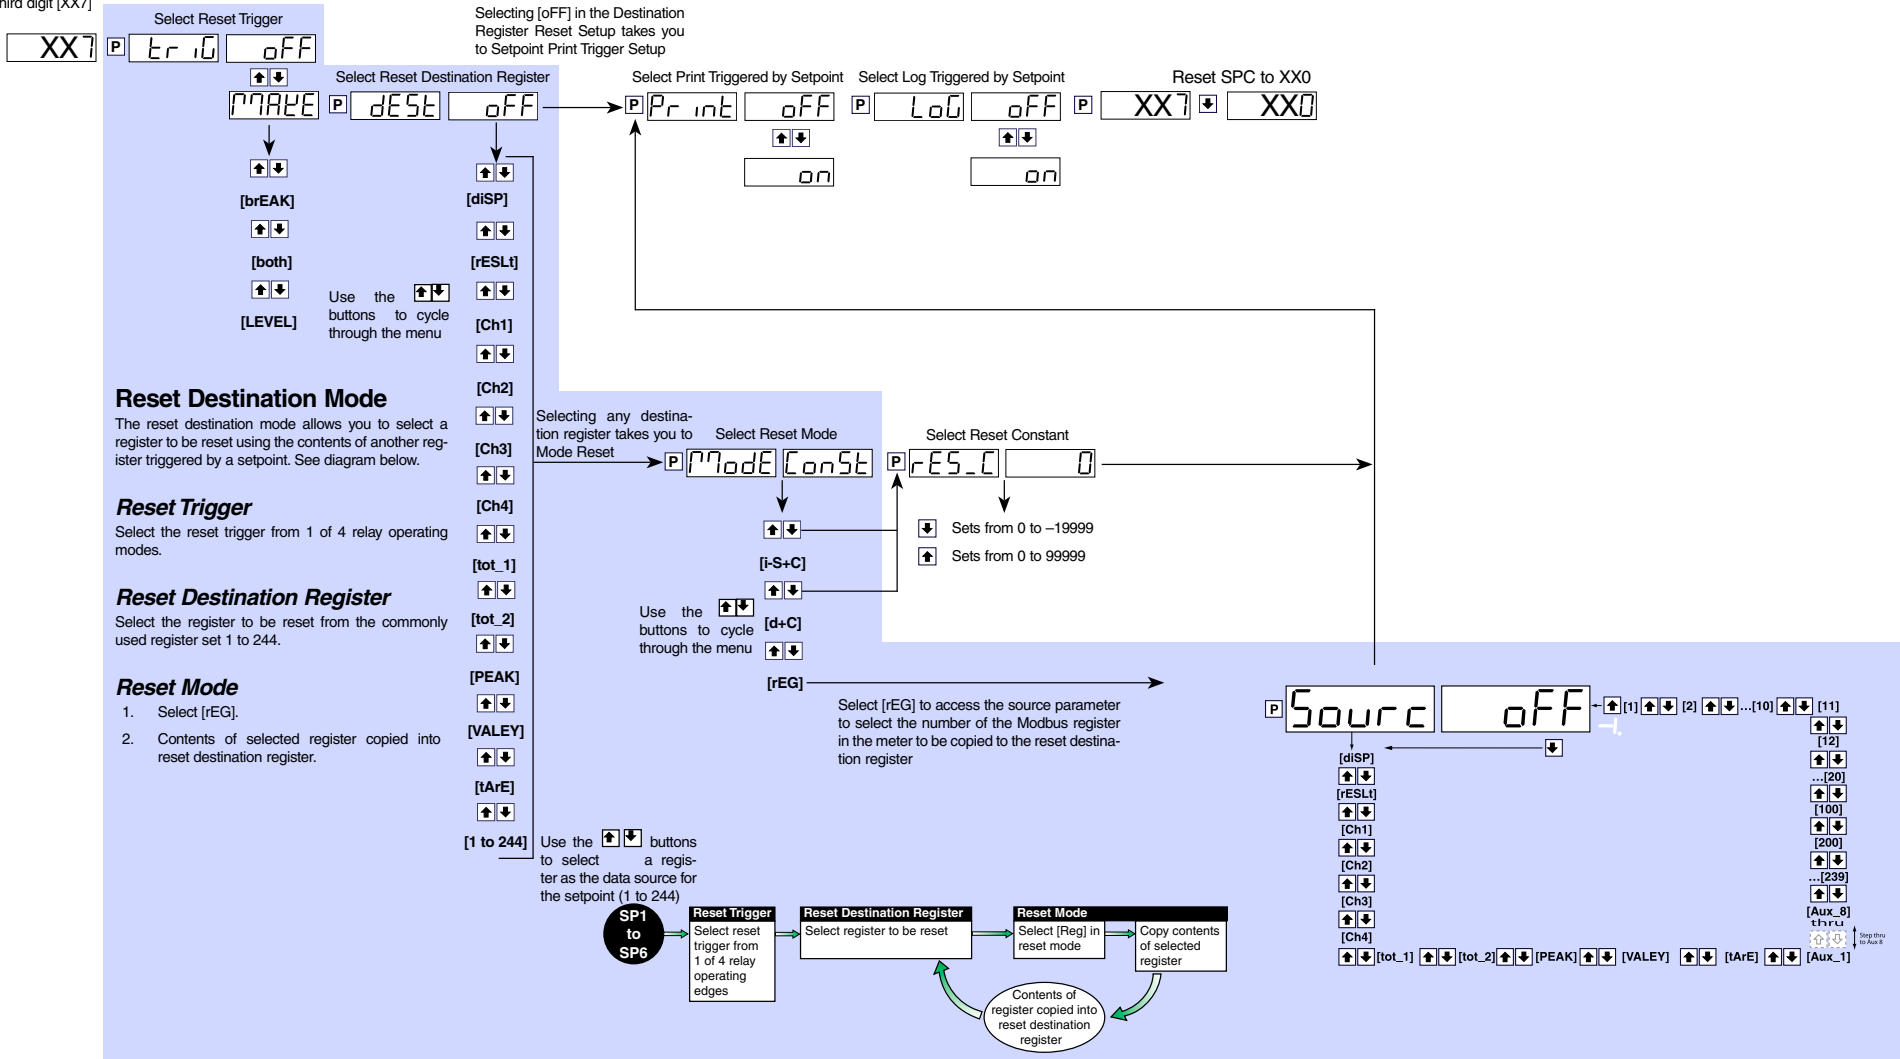 hird digit [XX7]
Select Reset Trigger
XX7 P triG oFF
Selecting [oFF] in the Destination
Register Reset Setup takes you
to Setpoint Print Trigger Setup
Select Reset Destination Register
MAKE P dESt oFF
Select Print Triggered by Setpoint
P Print oFF
on
Select Log Triggered by Setpoint
P LoG oFF
on
Reset SPC to XX0
P XX7 XX0
[brEAK]
[both]
[LEVEL]
Use the
buttons to cycle
through the menu
[diSP]
[rESLt]
[Ch1]
[Ch2]
[Ch3]
[Ch4]
[tot_1]
[tot_2]
[PEAK]
[VALEY]
[tArE]
[1 to 244]
Reset Destination Mode
The reset destination mode allows you to select a
register to be reset using the contents of another reg-
ister triggered by a setpoint. See diagram below.
Reset Trigger
Select the reset trigger from 1 of 4 relay operating
modes.
Reset Destination Register
Select the register to be reset from the commonly
used register set 1 to 244.
Reset Mode
1. Select [rEG].
2. Contents of selected register copied into
reset destination register.
Selecting any destina-
tion register takes you to
Mode Reset
Select Reset Mode
P ModE ConSt
Select Reset Constant
P rES_C 0
Sets from 0 to –19999
Sets from 0 to 99999
[i-S+C]
Use the
buttons to cycle
through the menu
[d+C]
[rEG]
Select [rEG] to access the source parameter
to select the number of the Modbus register
in the meter to be copied to the reset destina-
tion register
P Sourc oFF
[1] [2] ...[10] [11]
[12]
...[20]
[100]
[200]
...[239]
[Aux_8]
thru
Step thru
to Aux 8
[diSP]
[rESLt]
[Ch1]
[Ch2]
[Ch3]
[Ch4]
[tot_1] [tot_2] [PEAK] [VALEY] [tArE] [Aux_1]
Use the buttons
to select a regis-
ter as the data source for
the setpoint (1 to 244)
SP1
to
SP6
Reset Trigger
Select reset
trigger from
1 of 4 relay
operating
edges
Reset Destination Register
Select register to be reset
Reset Mode
Select [Reg] in
reset mode
Copy contents
of selected
register
Contents of
register copied into
reset destination
register